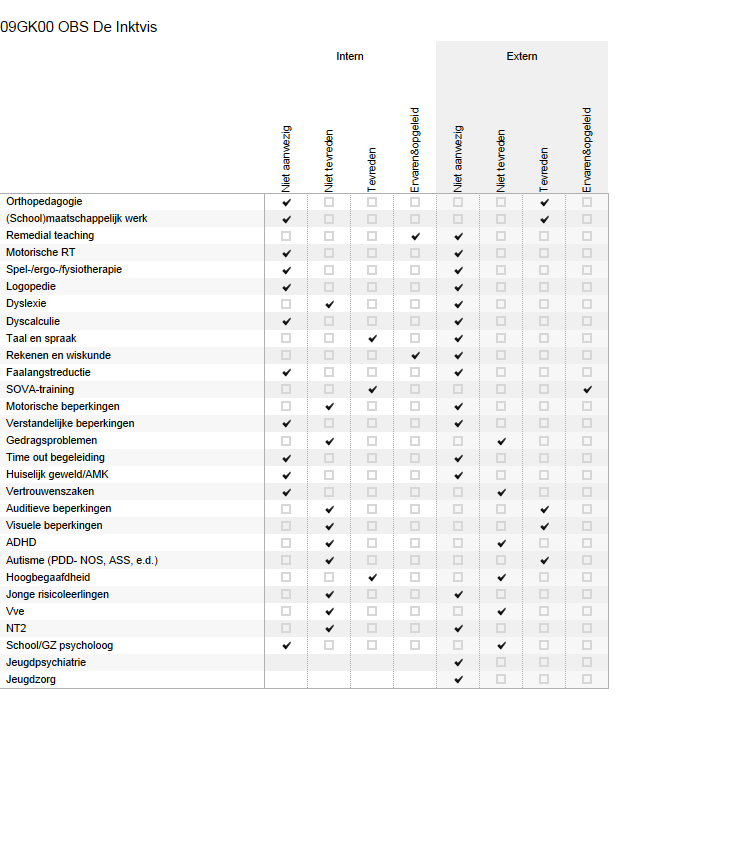 09GK00 OBS De Inktvis
Intern Extern
Niet aanwezig Niet tevreden Tevreden Ervaren&opgeleid Niet aanwezig Niet tevreden Tevreden Ervaren&opgeleid
Orthopedagogie
(School)maatschappelijk werk
Remedial teaching
Motorische RT
Spel-/ergo-/fysiotherapie
Logopedie
Dyslexie
Dyscalculie
Taal en spraak
Rekenen en wiskunde
Faalangstreductie
SOVA-training
Motorische beperkingen
Verstandelijke beperkingen
Gedragsproblemen
Time out begeleiding
Huiselijk geweld/AMK
Vertrouwenszaken
Auditieve beperkingen
Visuele beperkingen
ADHD
Autisme (PDD- NOS, ASS, e.d.)
Hoogbegaafdheid
Jonge risicoleerlingen
Vve
NT2
School/GZ psycholoog
Jeugdpsychiatrie
Jeugdzorg